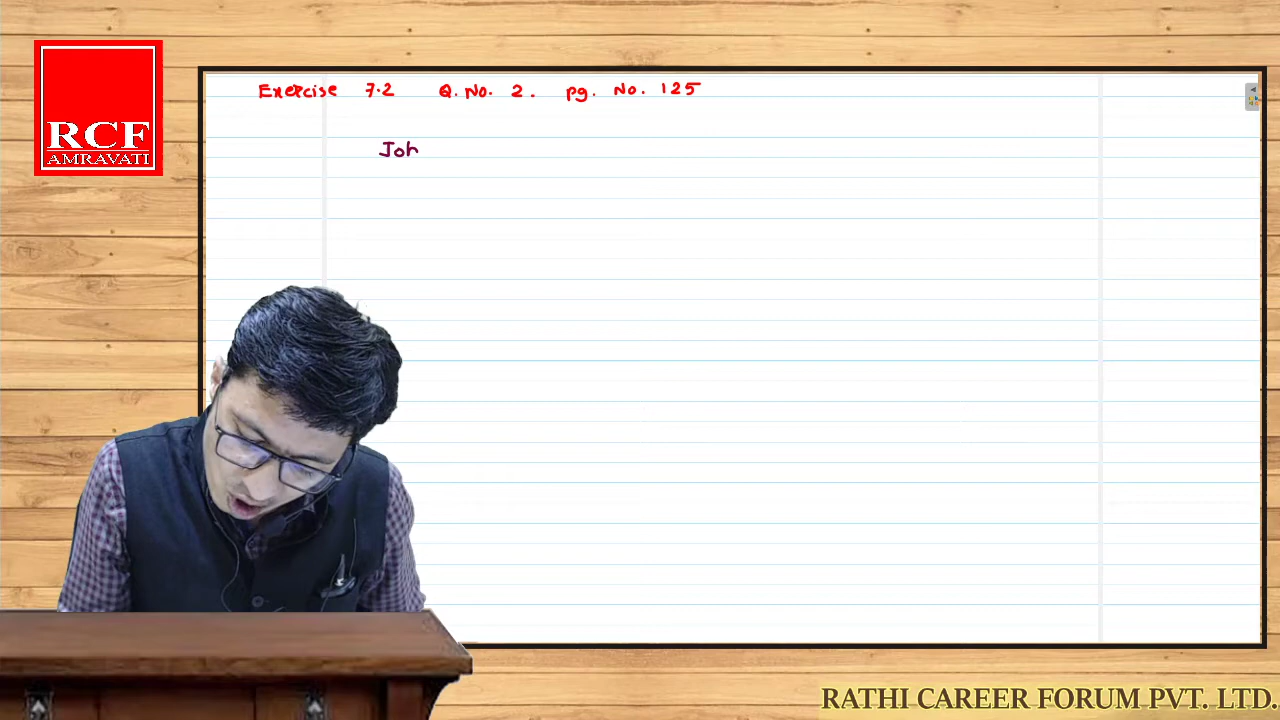 RCF
AMRAVATI
Exercise 7.2 Q. No. 2. pg. No. 125
Joh
RATHI CAREER FORUM PVT. LTD.